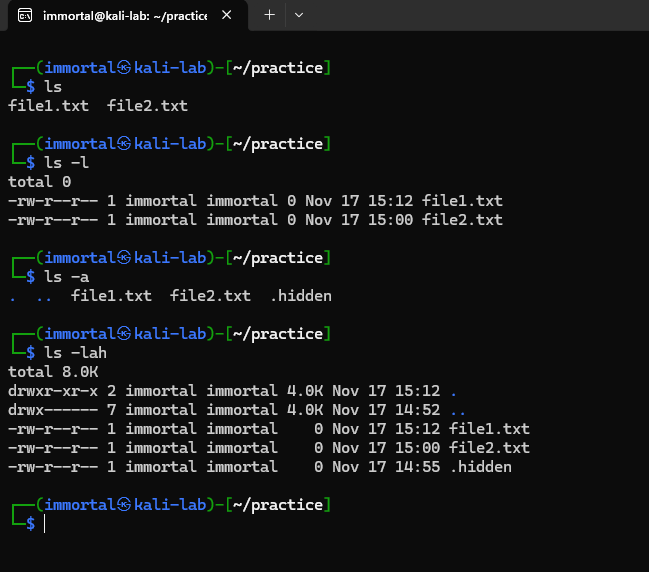 immortal@kali-lab: ~/practice
┌──(immortal㉿kali-lab)-[~/practice]
└─$ ls
file1.txt  file2.txt
┌──(immortal㉿kali-lab)-[~/practice]
└─$ ls -l
total 0
-rw-r--r-- 1 immortal immortal 0 Nov 17 15:12 file1.txt
-rw-r--r-- 1 immortal immortal 0 Nov 17 15:00 file2.txt
┌──(immortal㉿kali-lab)-[~/practice]
└─$ ls -a
.  ..  file1.txt  file2.txt  .hidden
┌──(immortal㉿kali-lab)-[~/practice]
└─$ ls -lah
total 8.0K
drwxr-xr-x 2 immortal immortal 4.0K Nov 17 15:12 .
drwx------ 7 immortal immortal 4.0K Nov 17 14:52 ..
-rw-r--r-- 1 immortal immortal    0 Nov 17 15:12 file1.txt
-rw-r--r-- 1 immortal immortal    0 Nov 17 15:00 file2.txt
-rw-r--r-- 1 immortal immortal    0 Nov 17 14:55 .hidden
┌──(immortal㉿kali-lab)-[~/practice]
└─$